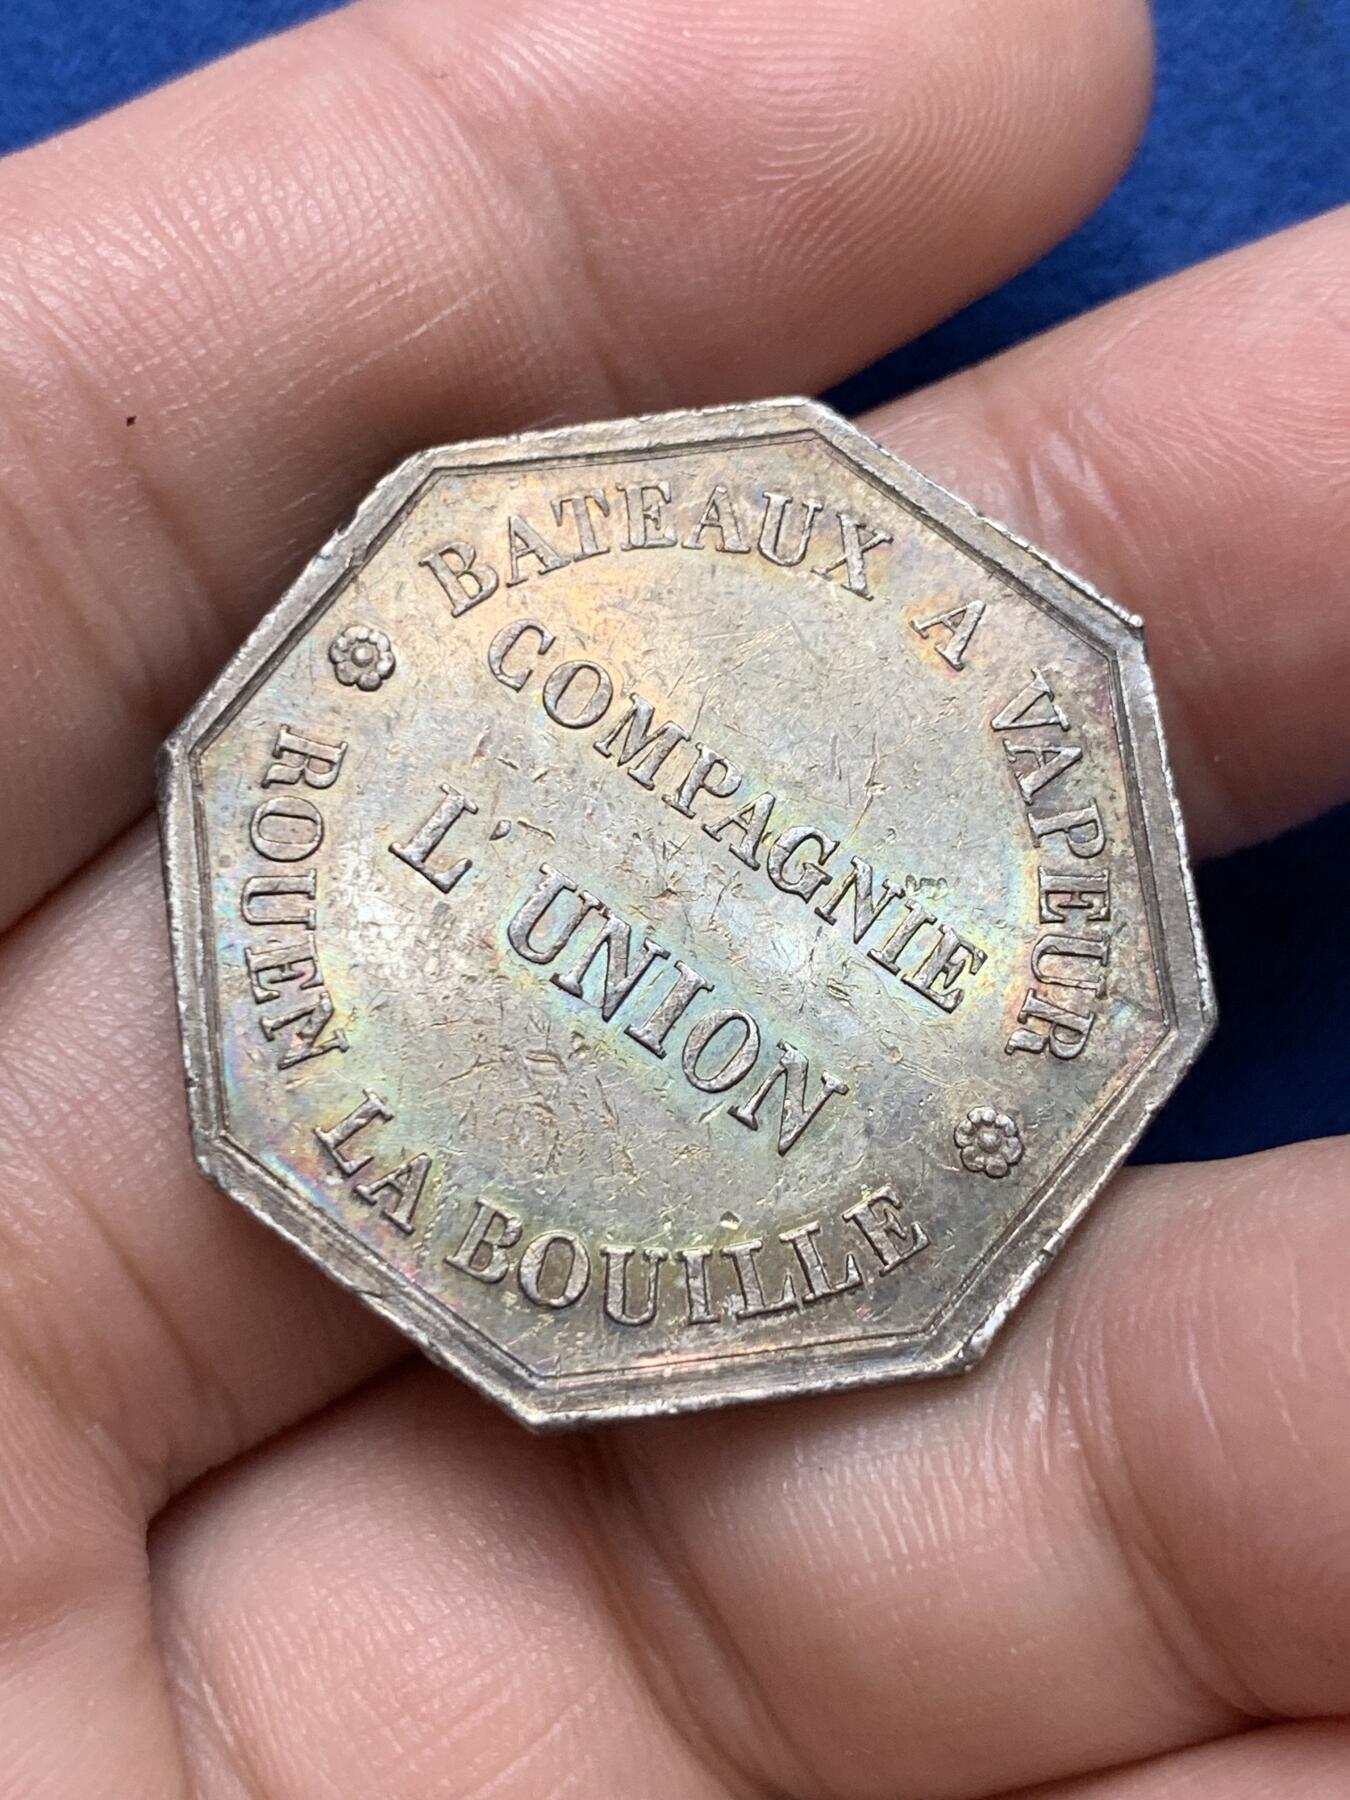 BATEAUX A VAPEUR
COMPAGNIE
L'UNION
ROUEN LA BOUILLE